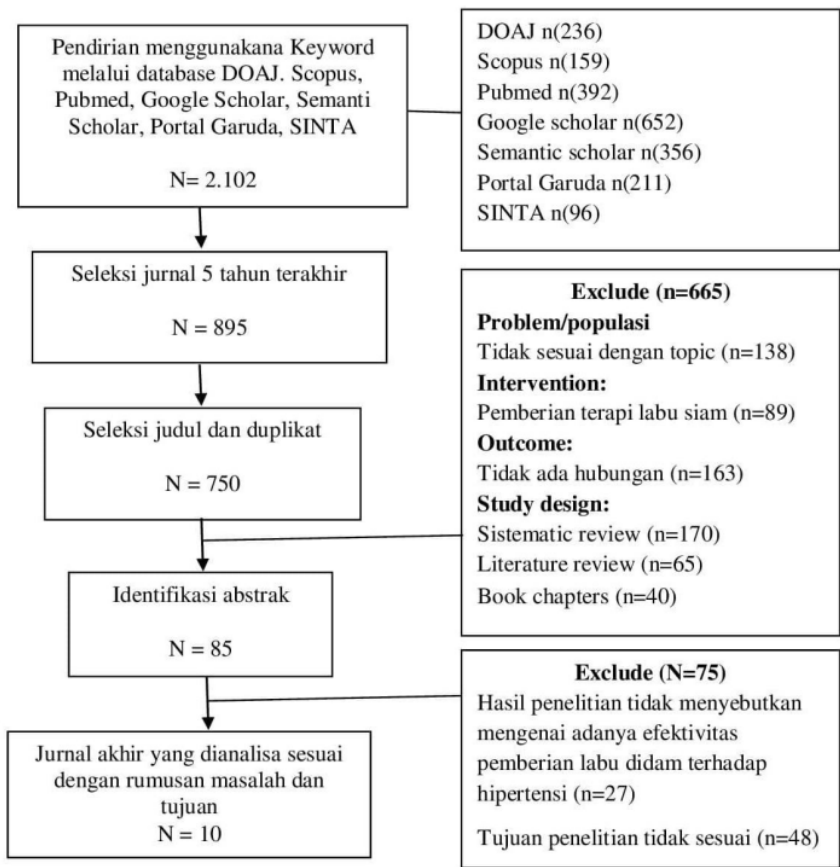 Pendirian menggunakana Keyword
melalui database DOAJ. Scopus,
Pubmed, Google Scholar, Semanti
Scholar, Portal Garuda, SINTA
N= 2.102
DOAJ n(236)
Scopus n(159)
Pubmed n(392)
Google scholar n(652)
Semantic scholar n(356)
Portal Garuda n(211)
SINTA n(96)
Seleksi jurnal 5 tahun terakhir
N = 895
Seleksi judul dan duplikat
N = 750
Exclude (n=665)
Problem/populasi
Tidak sesuai dengan topic (n=138)
Intervention:
Pemberian terapi labu siam (n=89)
Outcome:
Tidak ada hubungan (n=163)
Study design:
Sistematic review (n=170)
Literature review (n=65)
Book chapters (n=40)
Identifikasi abstrak
N = 85
Exclude (N=75)
Hasil penelitian tidak menyebutkan
mengenai adanya efektivitas
pemberian labu didam terhadap
hipertensi (n=27)
Tujuan penelitian tidak sesuai (n=48)
Jurnal akhir yang dianalisa sesuai
dengan rumusan masalah dan
tujuan
N = 10